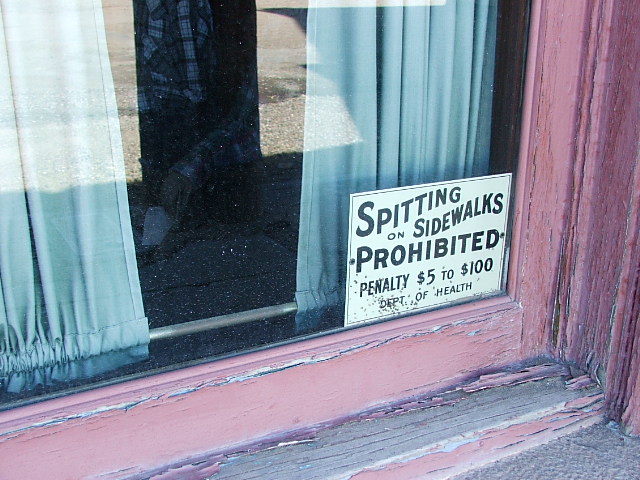 SPITTING
ON SIDEWALKS
PROHIBITED
PENALTY $5 TO $100
DEPT. OF HEALTH